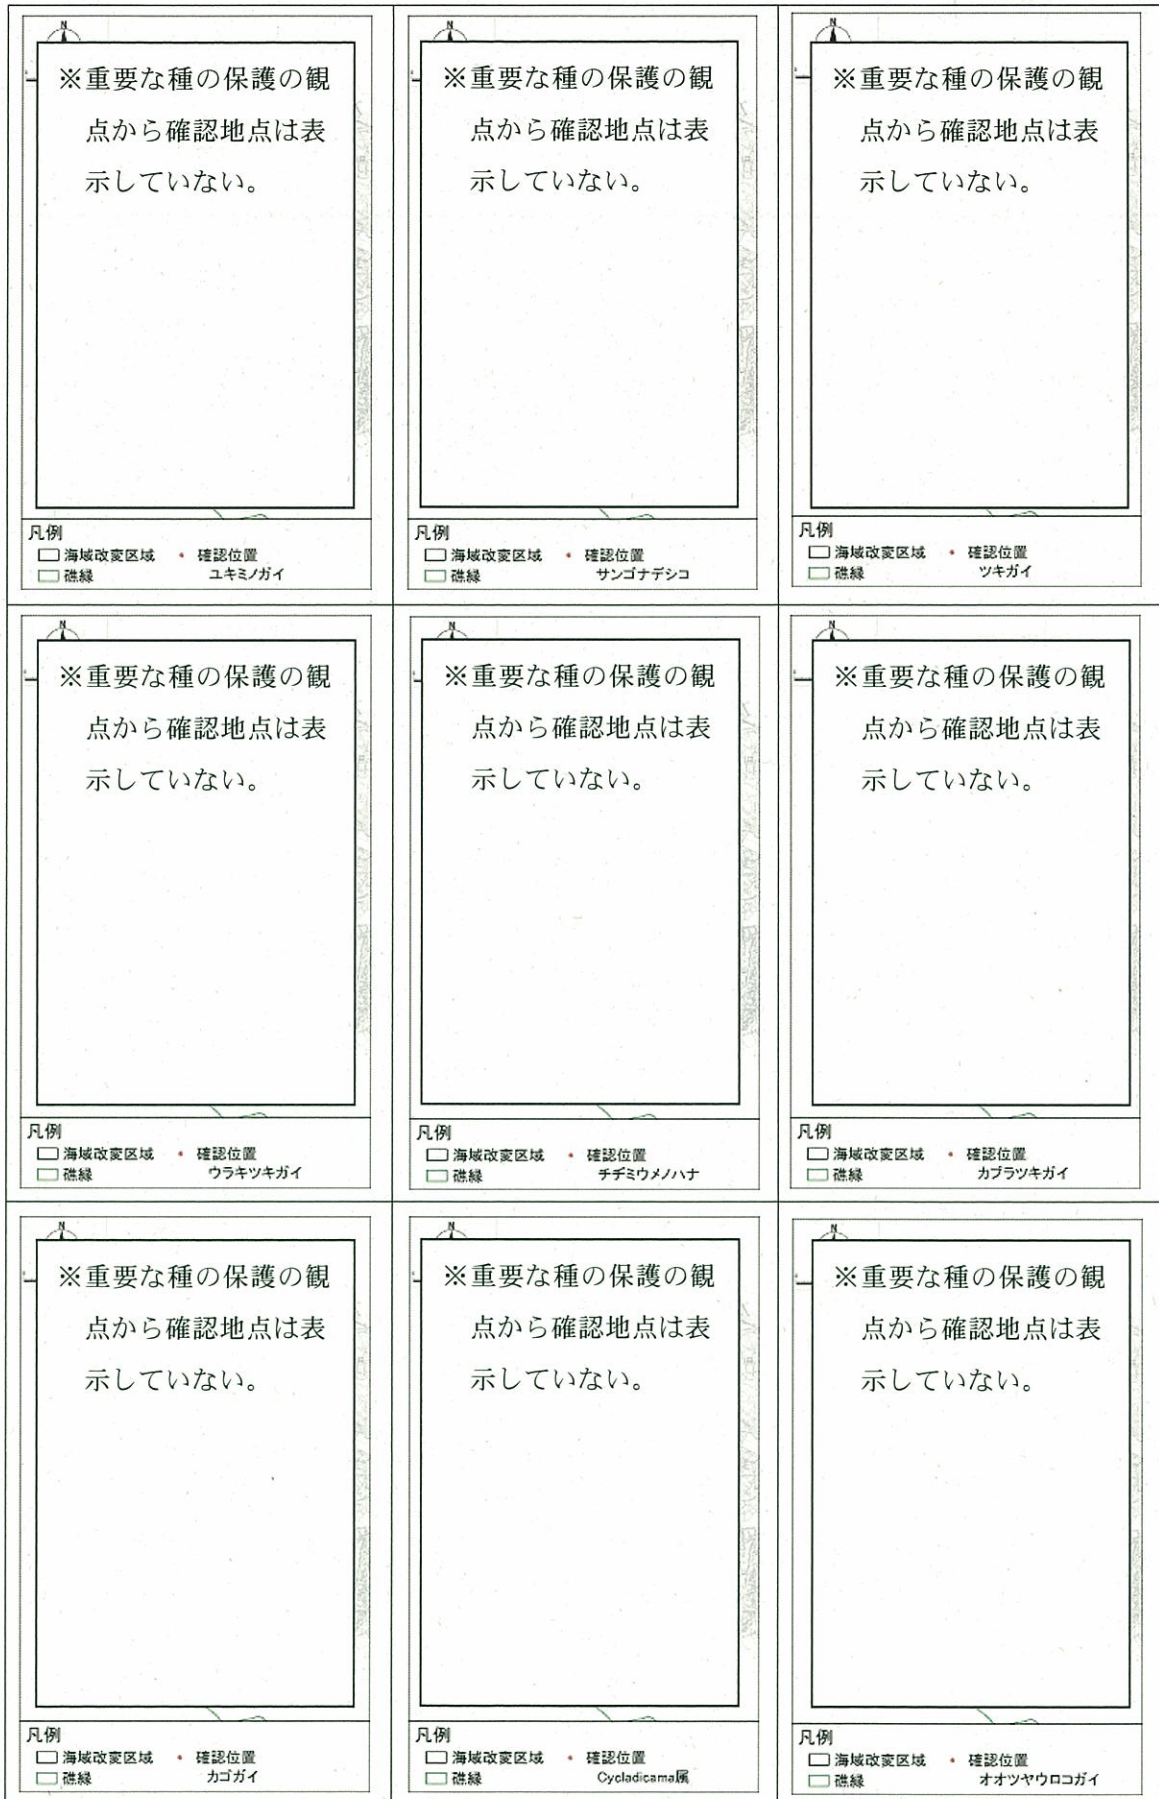 N
※重要な種の保護の観
点から確認地点は表
示していない。
凡例
海域改変区域 ・ 確認位置
礁縁 ユキミノガイ
N
※重要な種の保護の観
点から確認地点は表
示していない。
凡例
海域改変区域 ・ 確認位置
礁縁 サンゴナデシコ
N
※重要な種の保護の観
点から確認地点は表
示していない。
凡例
海域改変区域 ・ 確認位置
礁縁 ツキガイ
N
※重要な種の保護の観
点から確認地点は表
示していない。
凡例
海域改変区域 ・ 確認位置
礁縁 ウラキツキガイ
N
※重要な種の保護の観
点から確認地点は表
示していない。
凡例
海域改変区域 ・ 確認位置
礁縁 チヂミウメノハナ
N
※重要な種の保護の観
点から確認地点は表
示していない。
凡例
海域改変区域 ・ 確認位置
礁縁 カブラツキガイ
N
※重要な種の保護の観
点から確認地点は表
示していない。
凡例
海域改変区域 ・ 確認位置
礁縁 カゴガイ
N
※重要な種の保護の観
点から確認地点は表
示していない。
凡例
海域改変区域 ・ 確認位置
礁縁 Cycladicama属
N
※重要な種の保護の観
点から確認地点は表
示していない。
凡例
海域改変区域 ・ 確認位置
礁縁 オオツヤウロコガイ